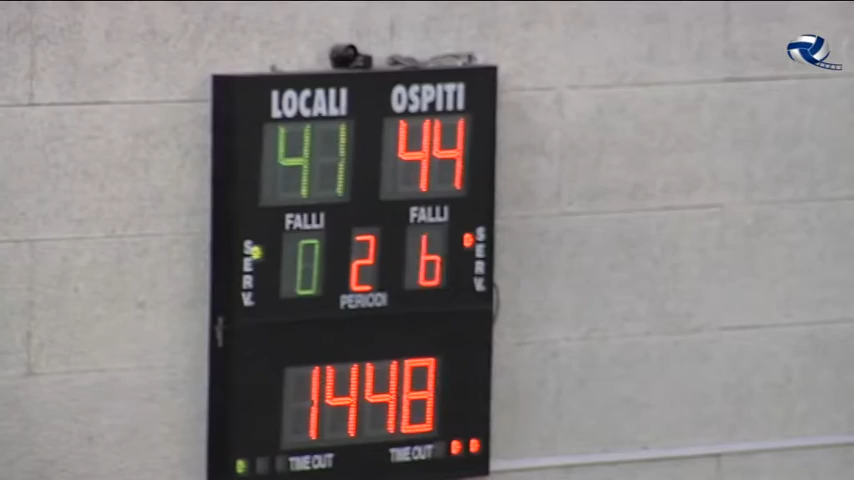 LOCALI OSPITI
41 44
FALLI FALLI
SERV. 0 2 6 SERV.
PERIODI
1448
TIME OUT TIME OUT